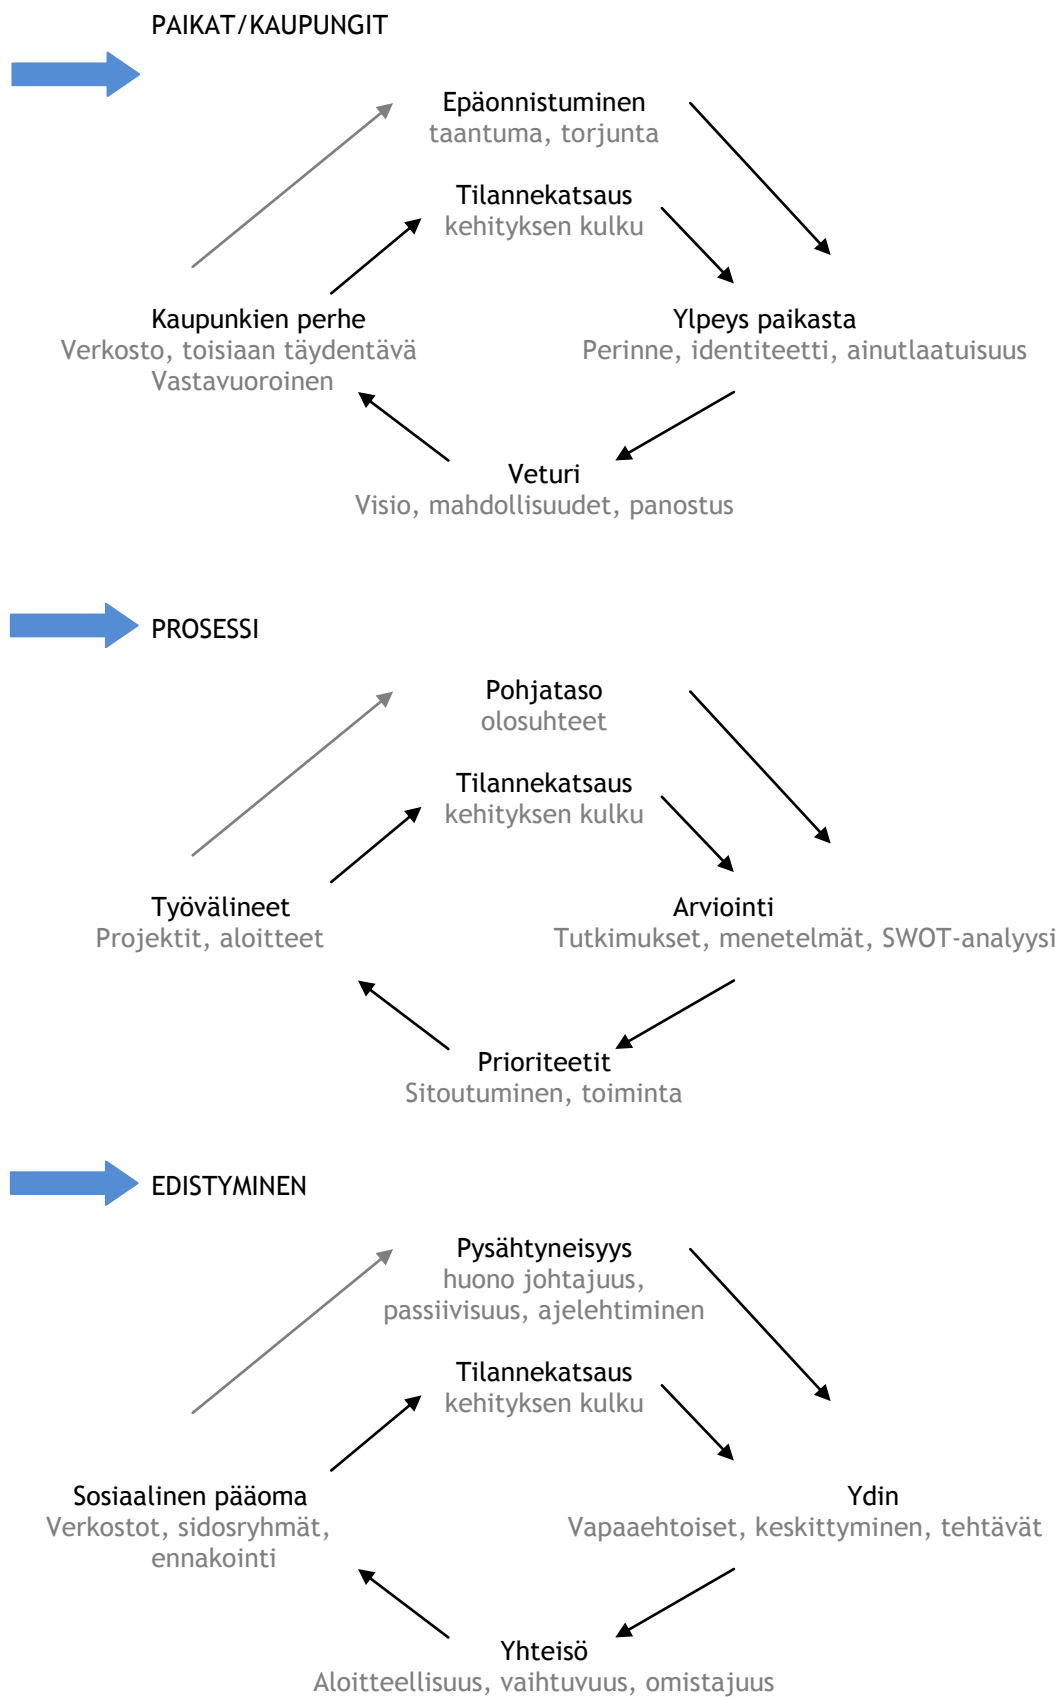 PAIKAT/KAUPUNGIT
Epäonnistuminen
taantuma, torjunta
Tilannekatsaus
kehityksen kulku
Kaupunkien perhe
Verkosto, toisiaan täydentävä
Vastavuoroinen
Ylpeys paikasta
Perinne, identiteetti, ainutlaatuisuus
Veturi
Visio, mahdollisuudet, panostus
PROSESSI
Pohjataso
olosuhteet
Tilannekatsaus
kehityksen kulku
Työvälineet
Projektit, aloitteet
Arviointi
Tutkimukset, menetelmät, SWOT-analyysi
Prioriteetit
Sitoutuminen, toiminta
EDISTYMINEN
Pysähtyneisyys
huono johtajuus,
passiivisuus, ajelehtiminen
Tilannekatsaus
kehityksen kulku
Sosiaalinen pääoma
Verkostot, sidosryhmät,
ennakointi
Ydin
Vapaaehtoiset, keskittyminen, tehtävät
Yhteisö
Aloitteellisuus, vaihtuvuus, omistajuus